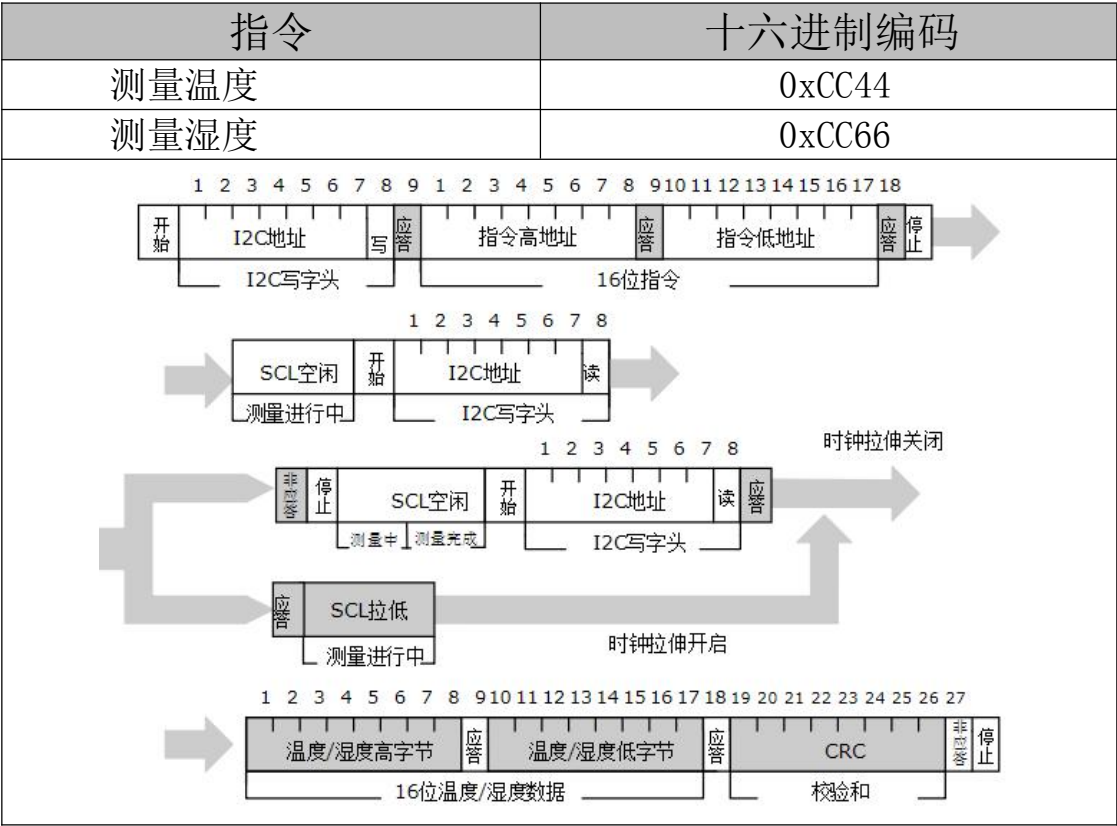 指令 十六进制编码
测量温度 0xCC44
测量湿度 0xCC66
1 2 3 4 5 6 7 8 9 1 2 3 4 5 6 7 8 9 10 11 12 13 14 15 16 17 18
开始 I2C地址 写 应答 指令高地址 应答 指令低地址 应答 停止
I2C写字头 16位指令
1 2 3 4 5 6 7 8
SCL空闲 开始 I2C地址 读
测量进行中 I2C写字头
时钟拉伸关闭
1 2 3 4 5 6 7 8
非应答 停止 SCL空闲 开始 I2C地址 读 应答
测量中 测量完成 I2C写字头
应答 SCL拉低
时钟拉伸开启
测量进行中
1 2 3 4 5 6 7 8 9 10 11 12 13 14 15 16 17 18 19 20 21 22 23 24 25 26 27
温度/湿度高字节 应答 温度/湿度低字节 应答 CRC 非应答 停止
16位温度/湿度数据 校验和